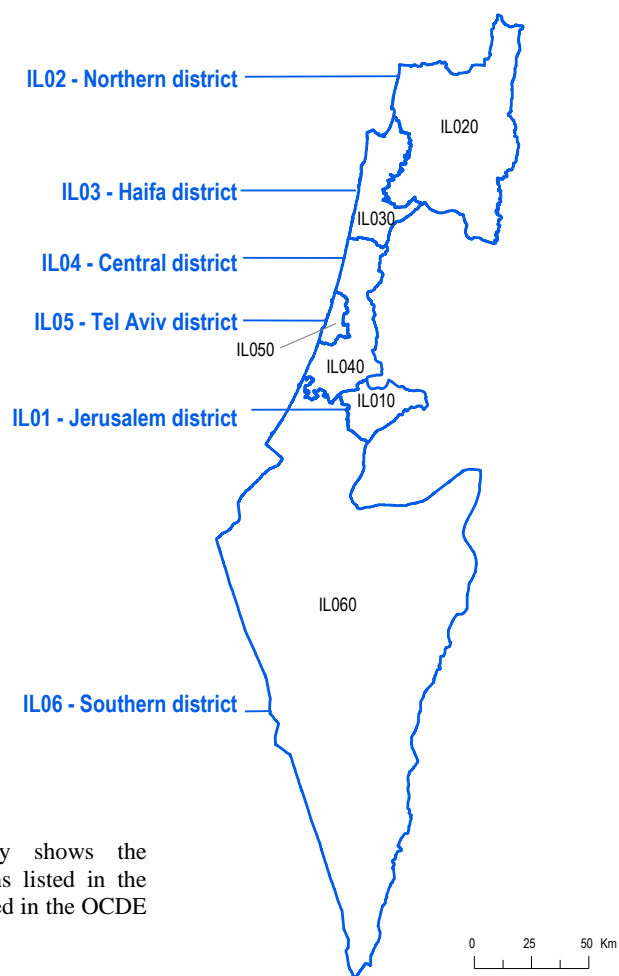 IL02 - Northern district
IL020
IL03 - Haifa district
IL030
IL04 - Central district
IL05 - Tel Aviv district
IL050
IL040
IL010
IL01 - Jerusalem district
IL060
IL06 - Southern district
y shows the
s listed in the
ed in the OCDE
0 25 50 Km